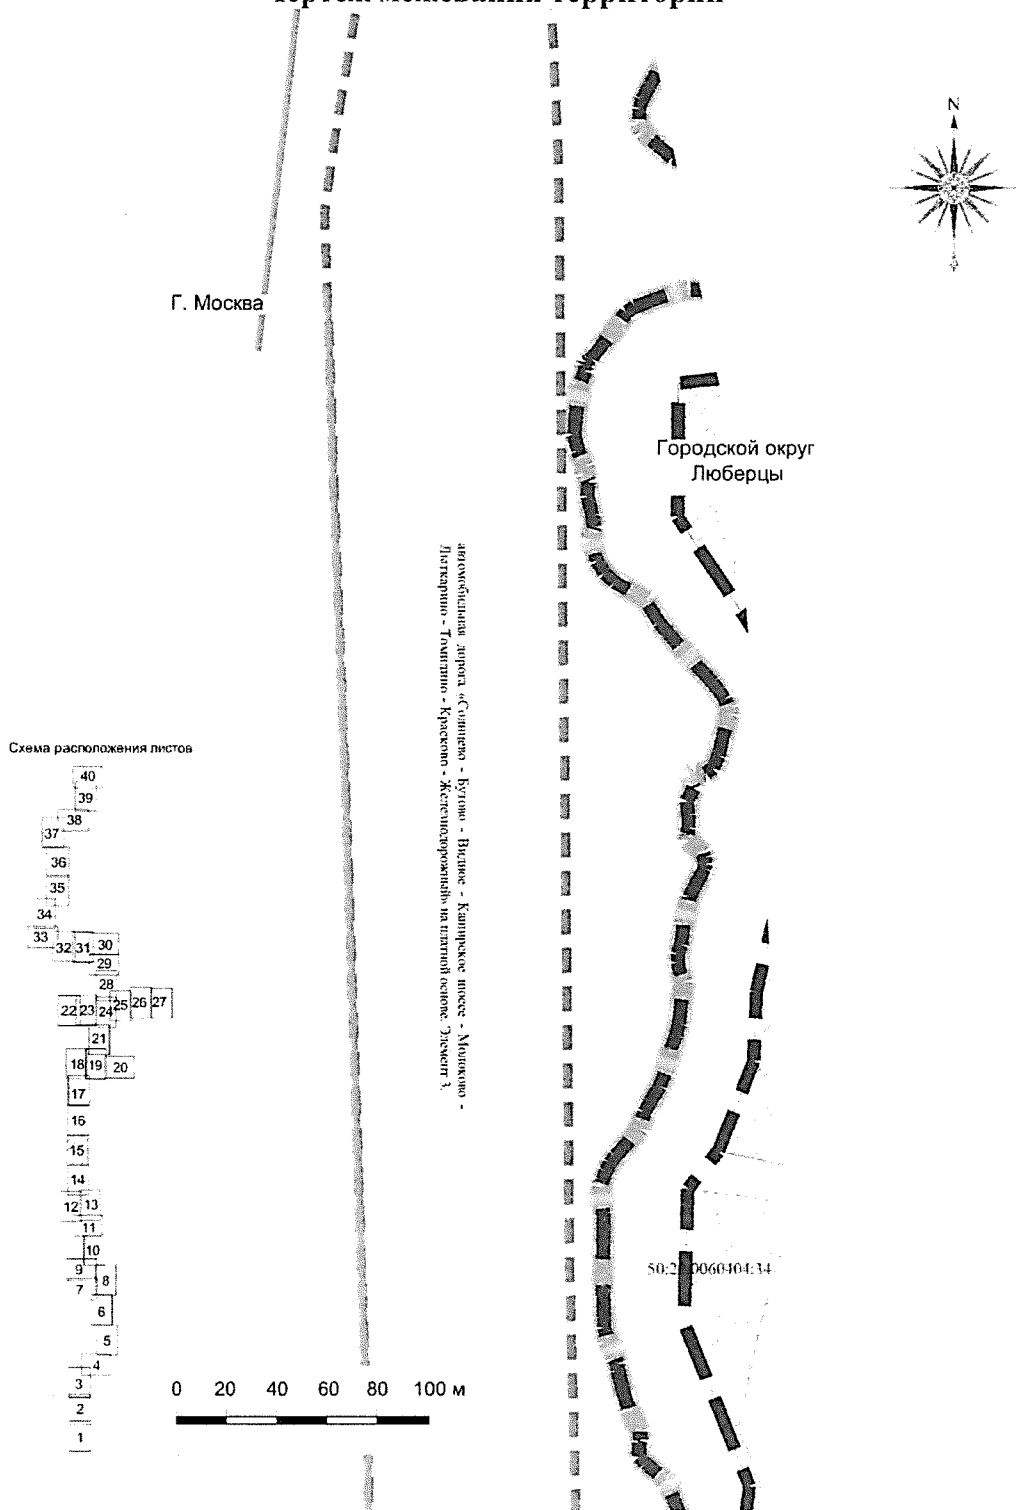 Чертеж межевания территории
N
Г. Москва
Городской округ
Люберцы
автомобильная дорога «Солнцево - Бутово - Видное - Каширское шоссе - Молоково -
Лыткарино - Томилино - Красково - Железнодорожный» на платной основе. Элемент 3.
Схема расположения листов
40
39
38
37
36
35
34
33
32 31 30
29
28
22 23 24 25 26 27
21
18 19 20
17
16
15
14
12 13
11
10
9
8
7
6
5
4
3
2
1
0060404:34
0 20 40 60 80 100 м